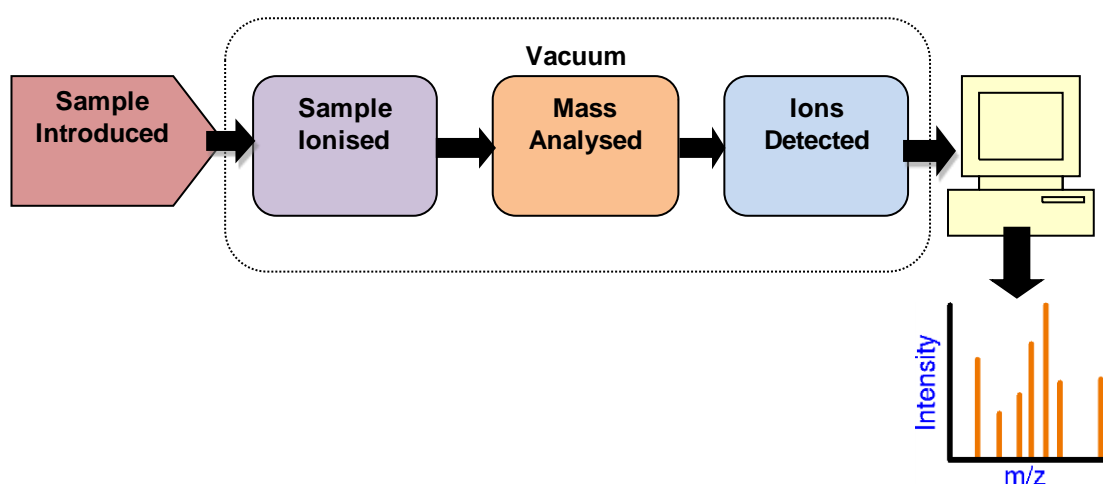 Vacuum
Sample
Introduced
Sample
Ionised
Mass
Analysed
Ions
Detected
Intensity
m/z